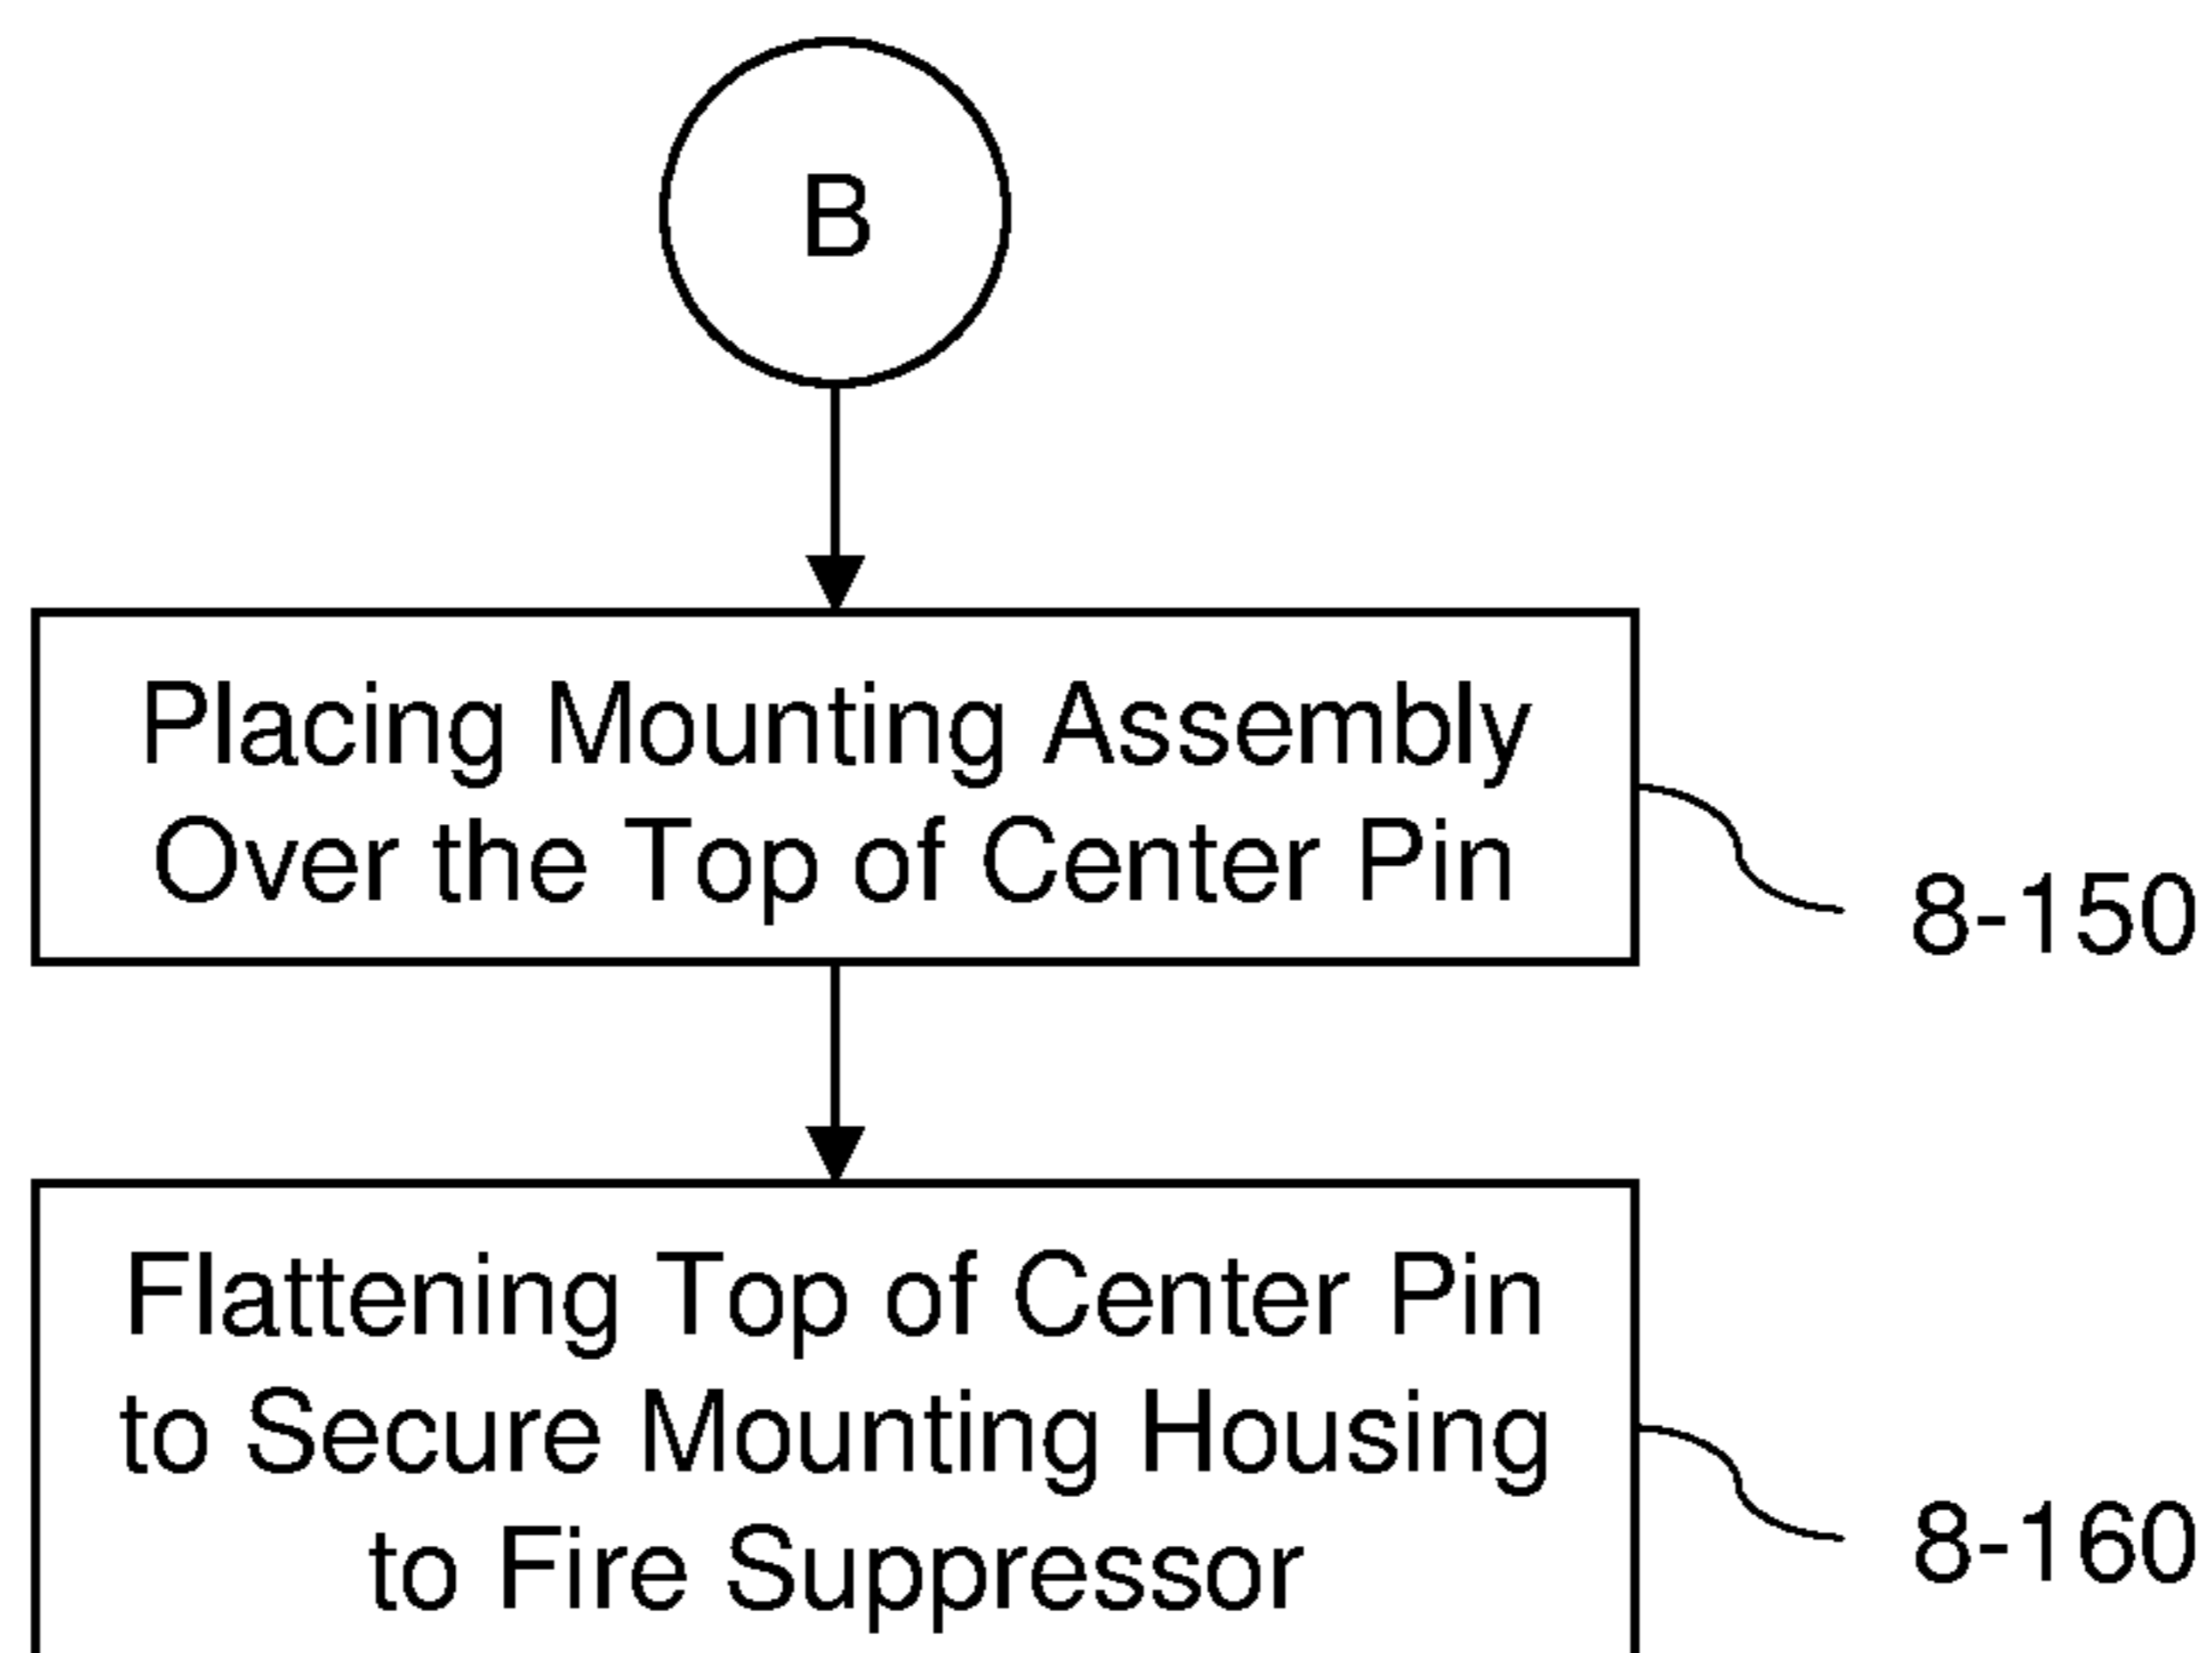 B
Placing Mounting Assembly
Over the Top of Center Pin
8-150
Flattening Top of Center Pin
to Secure Mounting Housing
to Fire Suppressor
8-160